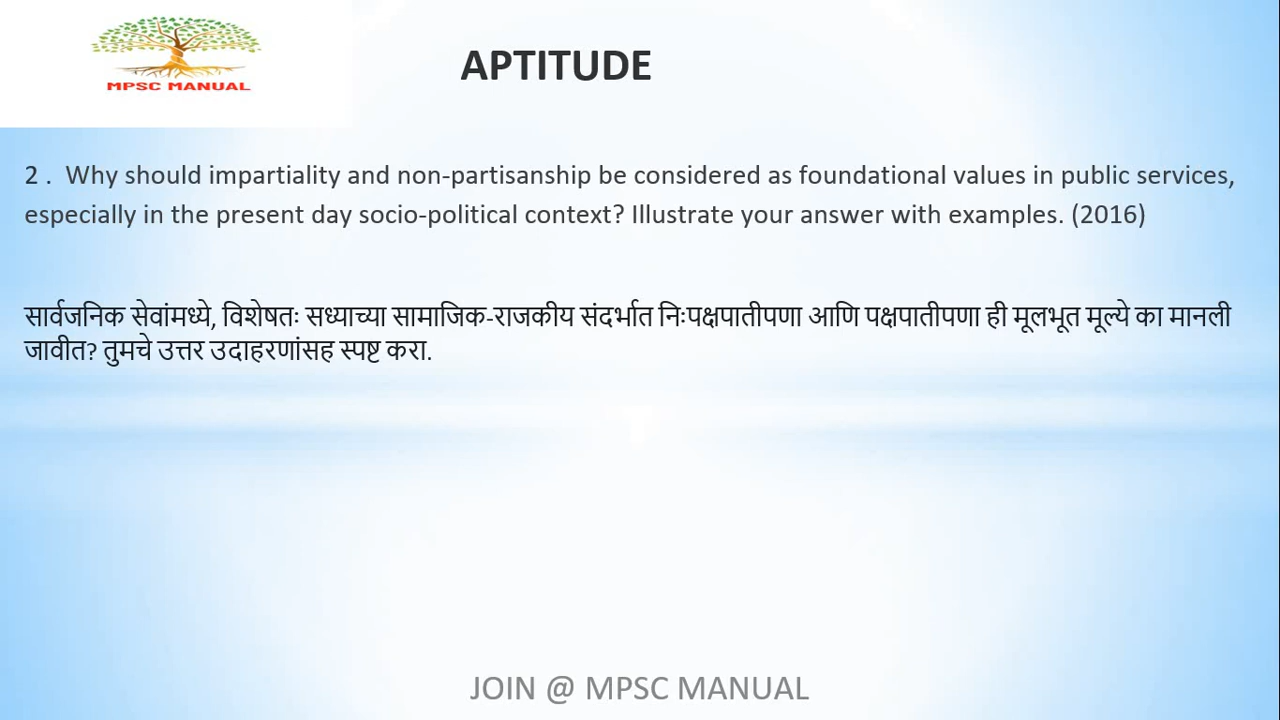 MPSC MANUAL
APTITUDE
2 . Why should impartiality and non-partisanship be considered as foundational values in public services,
especially in the present day socio-political context? Illustrate your answer with examples. (2016)
सार्वजनिक सेवांमध्ये, विशेषतः सध्याच्या सामाजिक-राजकीय संदर्भात निःपक्षपातीपणा आणि पक्षपातीपणा ही मूलभूत मूल्ये का मानली
जावीत? तुमचे उत्तर उदाहरणांसह स्पष्ट करा.
JOIN @ MPSC MANUAL